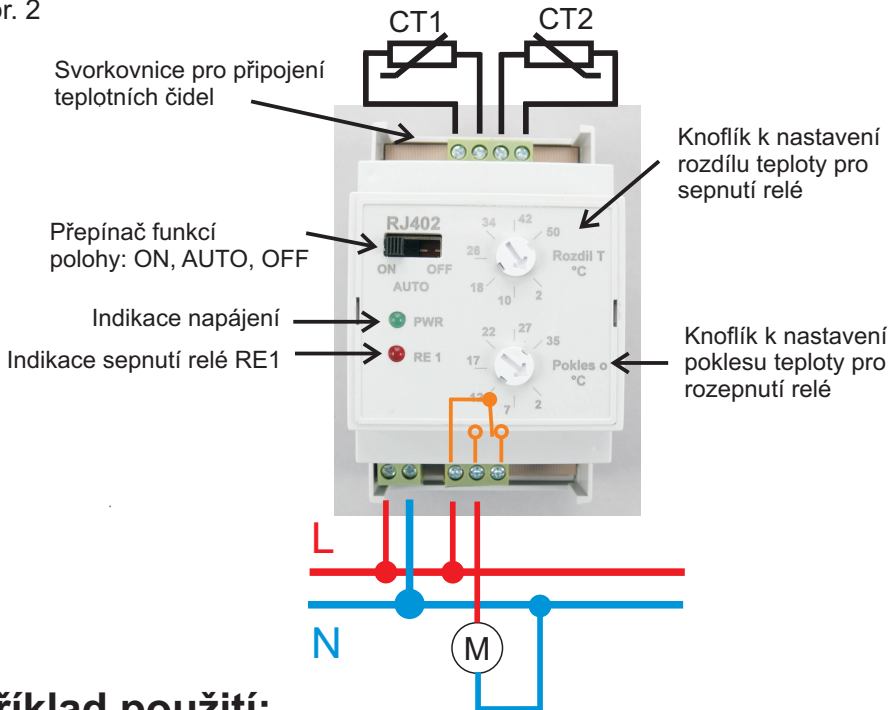 r. 2
CT1
CT2
Svorkovnice pro připojení
teplotních čidel
Knoflík k nastavení
rozdílu teploty pro
sepnutí relé
Přepínač funkcí
polohy: ON, AUTO, OFF
RJ402
ON
OFF
AUTO
34
42
50
26
18
10
2
Rozdil T
°C
Indikace napájení
PWR
Indikace sepnutí relé RE1
RE 1
22
27
35
17
12
7
2
Pokles o
°C
Knoflík k nastavení
poklesu teploty pro
rozepnutí relé
L
N
M
říklad použití: